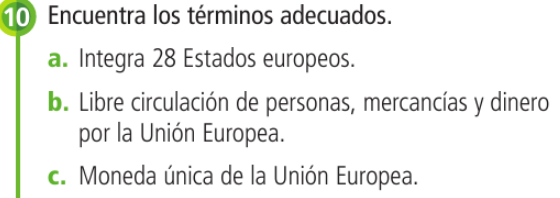 10 Encuentra los términos adecuados.
a. Integra 28 Estados europeos.
b. Libre circulación de personas, mercancías y dinero
por la Unión Europea.
c. Moneda única de la Unión Europea.